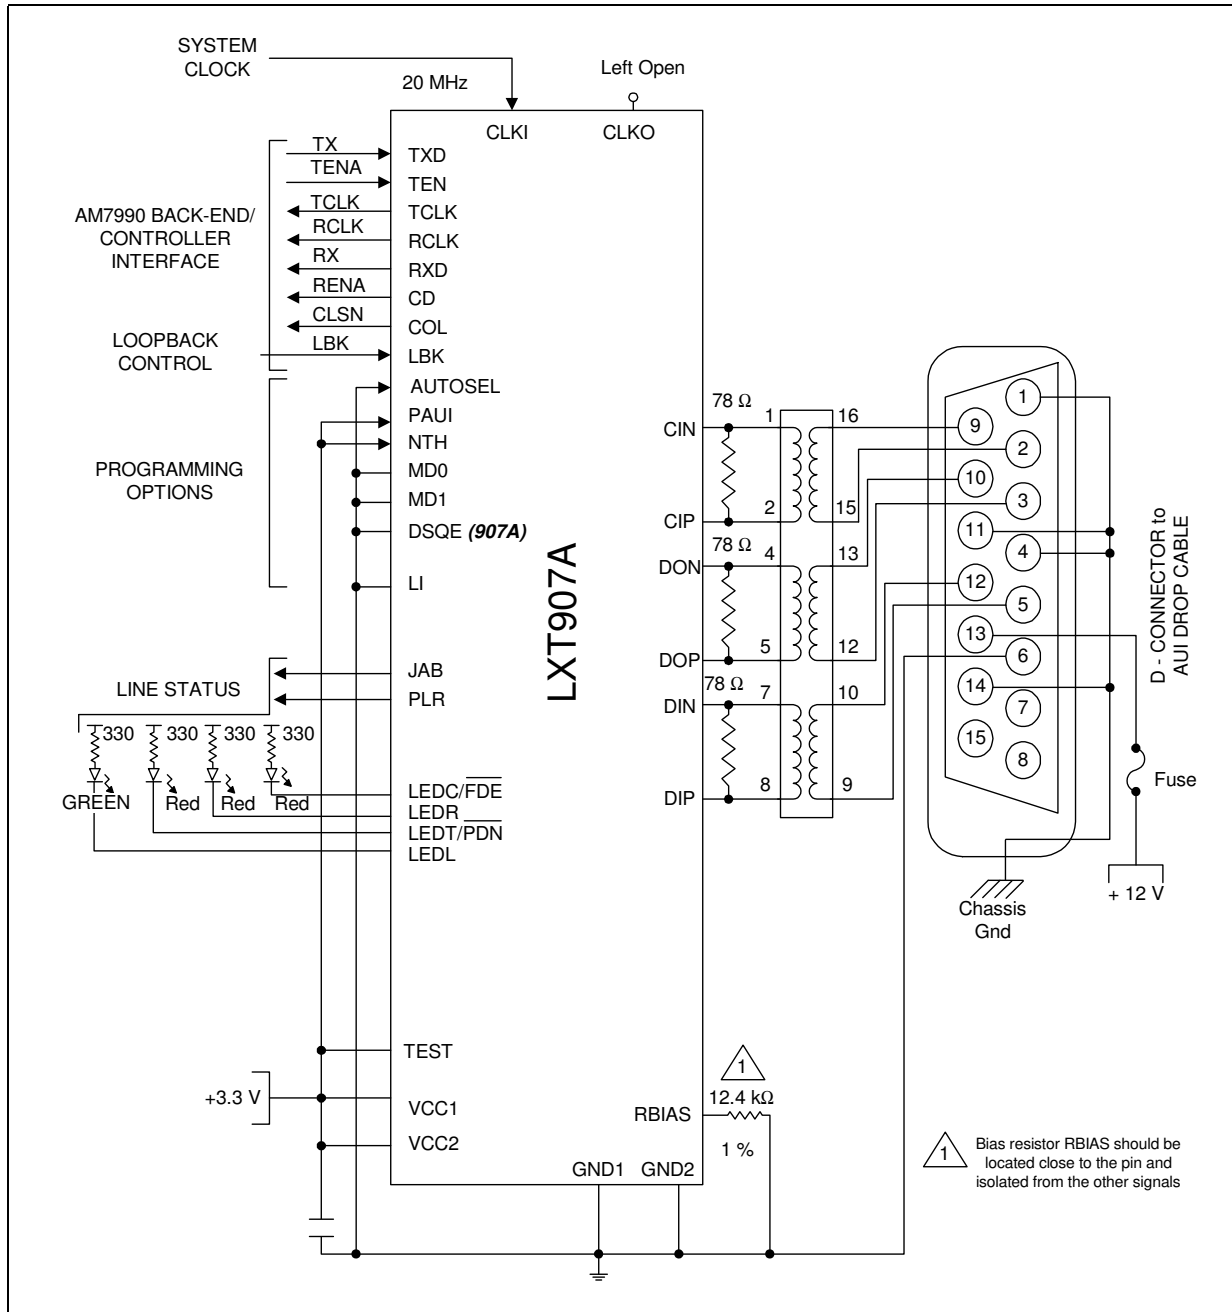 SYSTEM
CLOCK
20 MHz
Left Open
CLKI
CLKO
TX
TXD
TENA
TEN
TCLK
TCLK
RCLK
RCLK
RX
RXD
RENA
CD
CLSN
COL
LBK
LBK
AM7990 BACK-END/
CONTROLLER
INTERFACE
LOOPBACK
CONTROL
AUTOSEL
PAUI
NTH
MD0
MD1
DSQE (907A)
LI
PROGRAMMING
OPTIONS
JAB
PLR
LINE STATUS
330
330
330
330
GREEN
Red
Red
Red
LEDC/FDE
LEDR
LEDT/PDN
LEDL
TEST
+3.3 V
VCC1
VCC2
LXT907A
GND1
GND2
CIN
78 Ω
1
16
CIP
2
15
DON
78 Ω
4
13
DOP
5
12
DIN
78 Ω
7
10
DIP
8
9
RBIAS
1
12.4 kΩ
1 %
1
9
2
10
3
11
4
12
5
13
6
14
7
15
8
D - CONNECTOR to
AUI DROP CABLE
Fuse
+ 12 V
Chassis
Gnd
1
Bias resistor RBIAS should be
located close to the pin and
isolated from the other signals